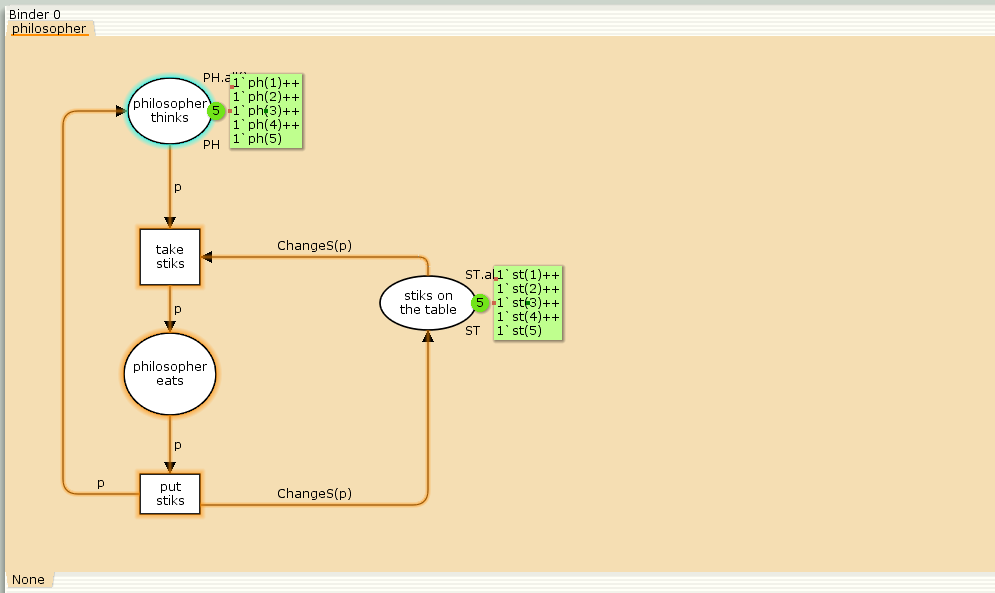 Binder 0
philosopher
PH.all()
1`ph(1)++
1`ph(2)++
1`ph(3)++
1`ph(4)++
1`ph(5)
philosopher
thinks
5
PH
p
take
stiks
ChangeS(p)
stiks on
the table
5
ST
1`st(1)++
1`st(2)++
1`st(3)++
1`st(4)++
1`st(5)
p
philosopher
eats
p
p
put
stiks
ChangeS(p)
None